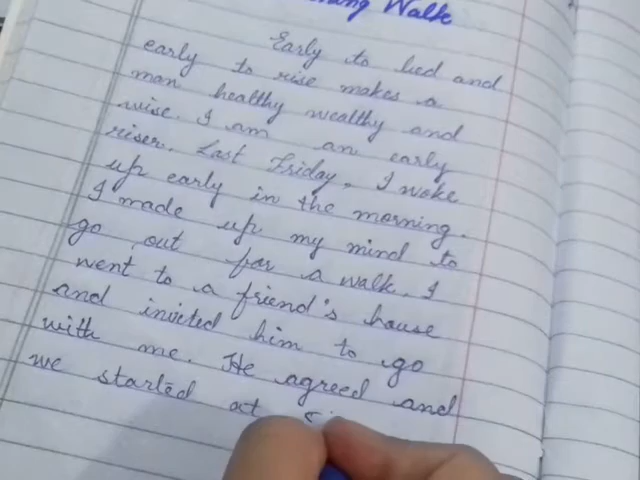 Walk
Early to bed and
early to rise makes a
man healthy wealthy and
wise. I am an early
riser. Last Friday, I woke
up early in the morning.
I made up my mind to
go out for a walk. I
went to a friend's house
and invited him to go
with me. He agreed and
we started at